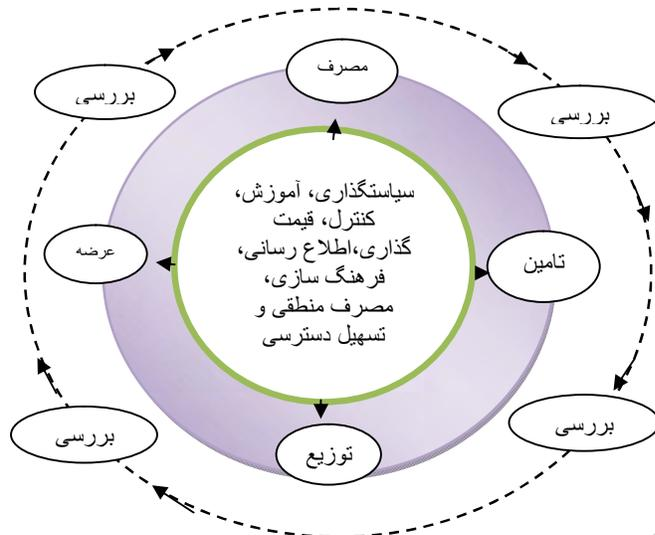 مصرف
بررسی
بررسی
سیاستگذاری، آموزش،
کنترل، قیمت
گذاری،اطلاع رسانی،
فرهنگ سازی،
مصرف منطقی و
تسهیل دسترسی
عرضه
تامین
بررسی
بررسی
توزیع